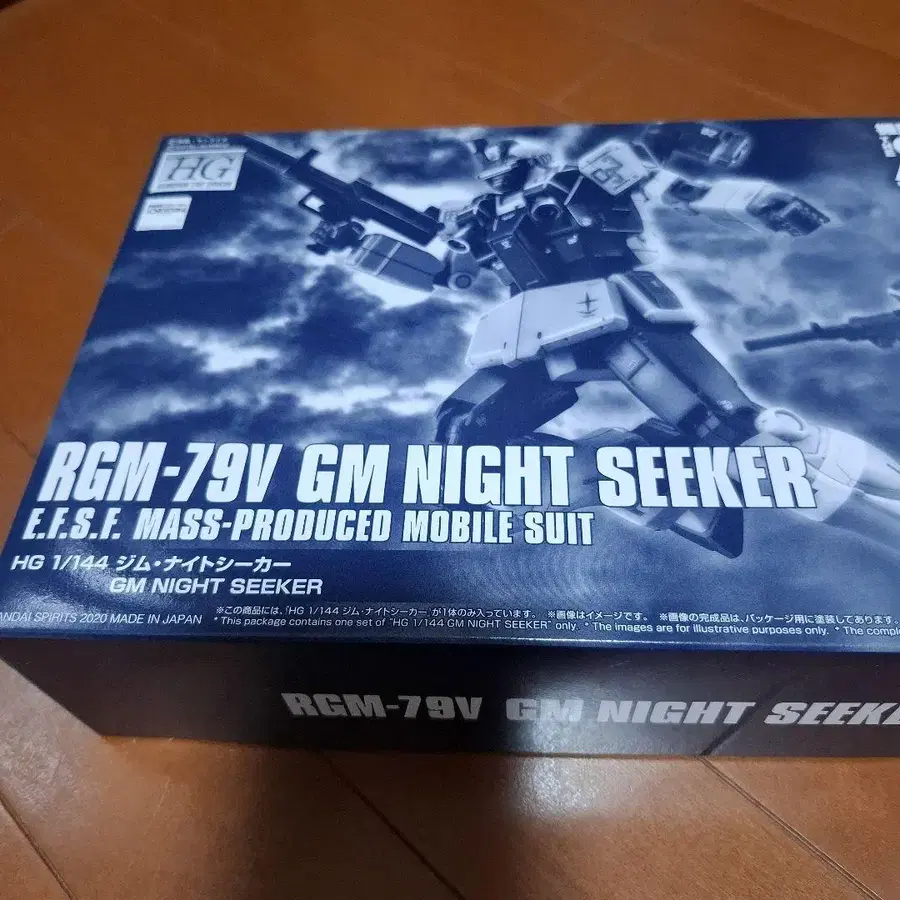 HG
RGM-79V GM NIGHT SEEKER
E.F.S.F. MASS-PRODUCED MOBILE SUIT
HG 1/144 ジム・ナイトシーカー
GM NIGHT SEEKER
※この商品には、「HG 1/144 ジム・ナイトシーカー」が1体のみ入っています。 ※画像はイメージです。 ※画像の完成品は、パッケージ用に塗装してあります。
BANDAI SPIRITS 2020 MADE IN JAPAN
* This package contains one set of "HG 1/144 GM NIGHT SEEKER" only. * The images are for illustrative purposes only. * The comple
RGM-79V GM NIGHT SEEKE